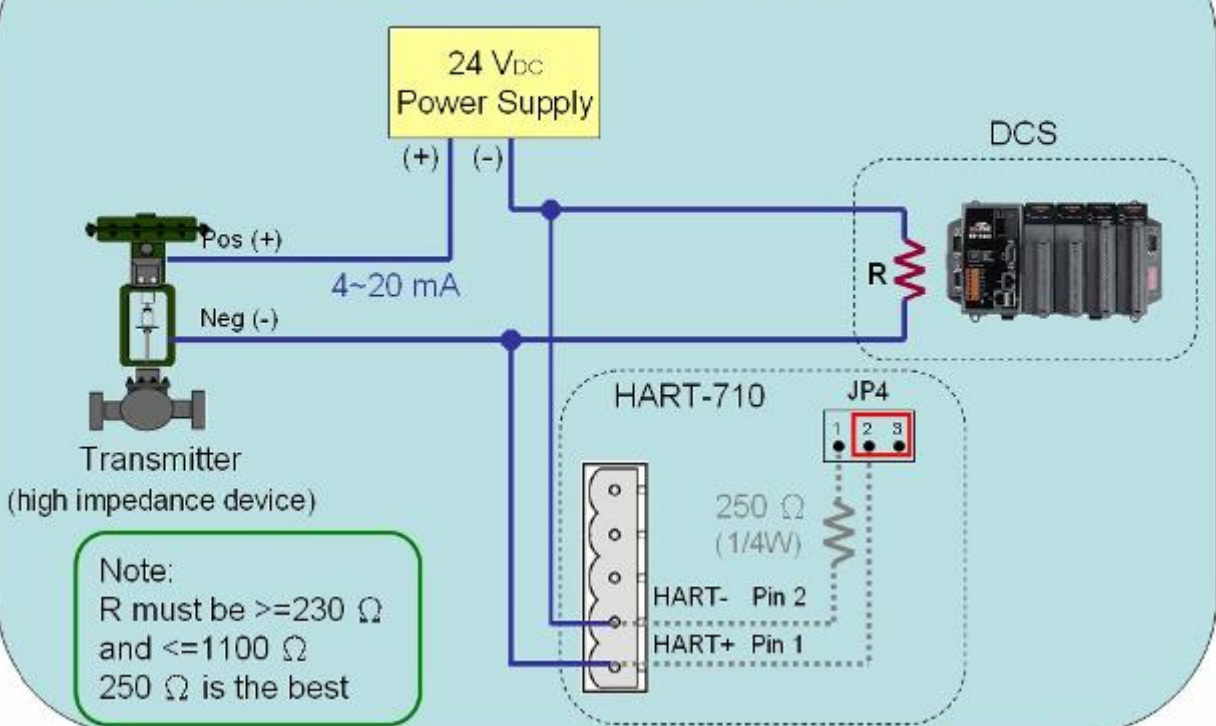 24 VDC
Power Supply
(+) (-)
DCS
Pos (+)
4~20 mA
R
Neg (-)
HART-710
JP4
1 2 3
Transmitter
(high impedance device)
250 Ω
(1/4W)
Note:
R must be >=230 Ω
and <=1100 Ω
250 Ω is the best
HART- Pin 2
HART+ Pin 1